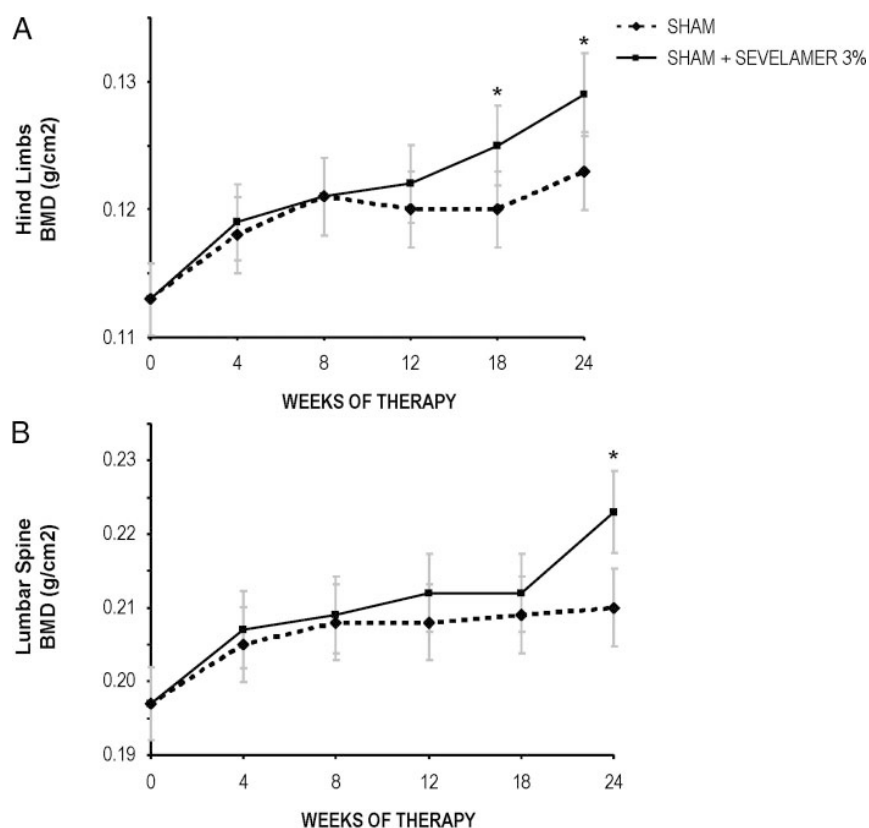 A
SHAM
SHAM + SEVELAMER 3%
*
*
0.13
0.12
0.11
Hind Limbs
BMD (g/cm2)
0 4 8 12 18 24
WEEKS OF THERAPY
B
*
0.23
0.22
0.21
0.20
0.19
Lumbar Spine
BMD (g/cm2)
0 4 8 12 18 24
WEEKS OF THERAPY